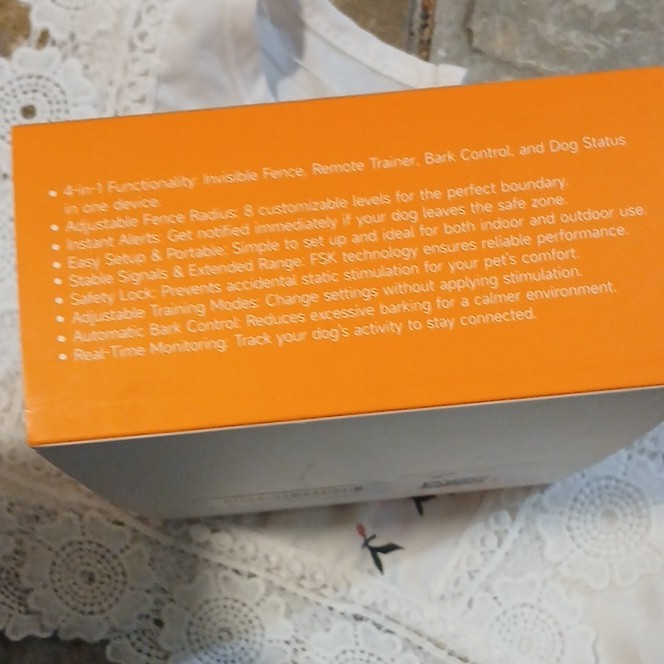 • 4-in-1 Functionality: Invisible Fence, Remote Trainer, Bark Control, and Dog Status
in one device.
• Adjustable Fence Radius: 8 customizable levels for the perfect boundary.
• Instant Alerts: Get notified immediately if your dog leaves the safe zone.
• Easy Setup & Portable: Simple to set up and ideal for both indoor and outdoor use.
• Stable Signals & Extended Range: FSK technology ensures reliable performance.
• Safety Lock: Prevents accidental static stimulation for your pet's comfort.
• Adjustable Training Modes: Change settings without applying stimulation.
• Automatic Bark Control: Reduces excessive barking for a calmer environment.
• Real-Time Monitoring: Track your dog's activity to stay connected.